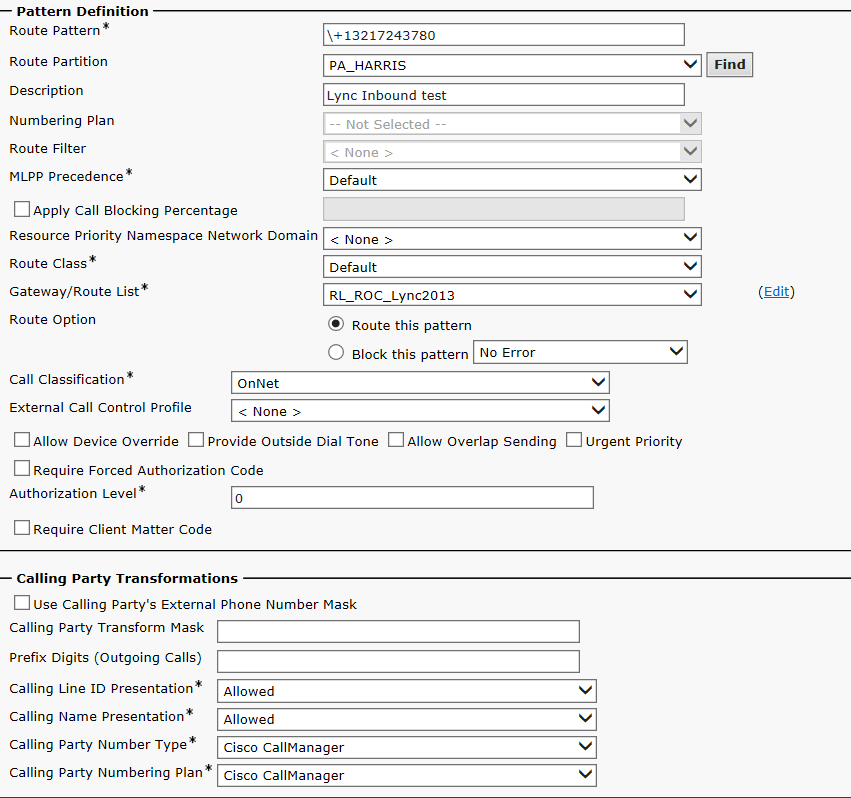 Pattern Definition
Route Pattern* \+13217243780
Route Partition PA_HARRIS Find
Description Lync Inbound test
Numbering Plan -- Not Selected --
Route Filter < None >
MLPP Precedence* Default
Apply Call Blocking Percentage
Resource Priority Namespace Network Domain < None >
Route Class* Default
Gateway/Route List* RL_ROC_Lync2013 (Edit)
Route Option Route this pattern
Block this pattern No Error
Call Classification* OnNet
External Call Control Profile < None >
Allow Device Override Provide Outside Dial Tone Allow Overlap Sending Urgent Priority
Require Forced Authorization Code
Authorization Level* 0
Require Client Matter Code
Calling Party Transformations
Use Calling Party's External Phone Number Mask
Calling Party Transform Mask
Prefix Digits (Outgoing Calls)
Calling Line ID Presentation* Allowed
Calling Name Presentation* Allowed
Calling Party Number Type* Cisco CallManager
Calling Party Numbering Plan* Cisco CallManager